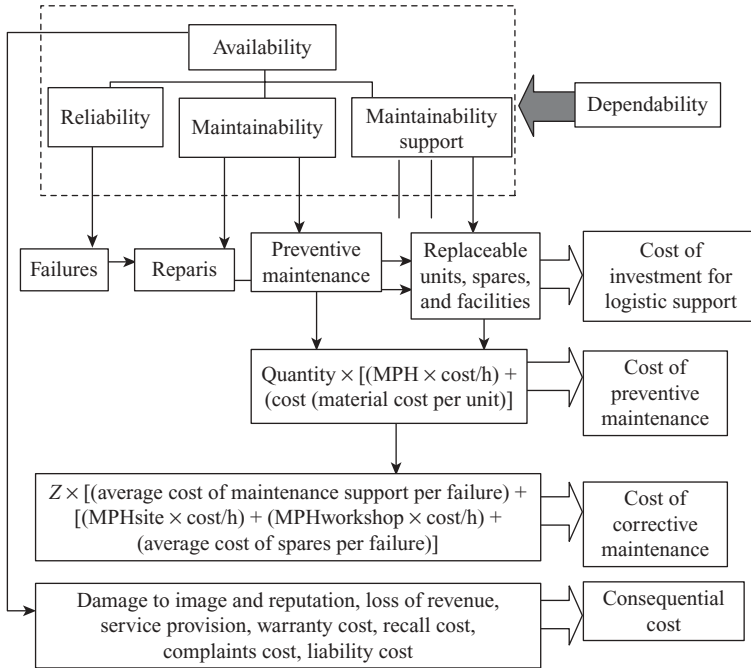 Availability
Reliability
Maintainability
Maintainability
support
Dependability
Failures
Reparis
Preventive
maintenance
Replaceable
units, spares,
and facilities
Cost of
investment for
logistic support
Quantity × [(MPH × cost/h) +
(cost (material cost per unit)]
Cost of
preventive
maintenance
Z × [(average cost of maintenance support per failure) +
[(MPHsite × cost/h) + (MPHworkshop × cost/h) +
(average cost of spares per failure)]
Cost of
corrective
maintenance
Damage to image and reputation, loss of revenue,
service provision, warranty cost, recall cost,
complaints cost, liability cost
Consequential
cost